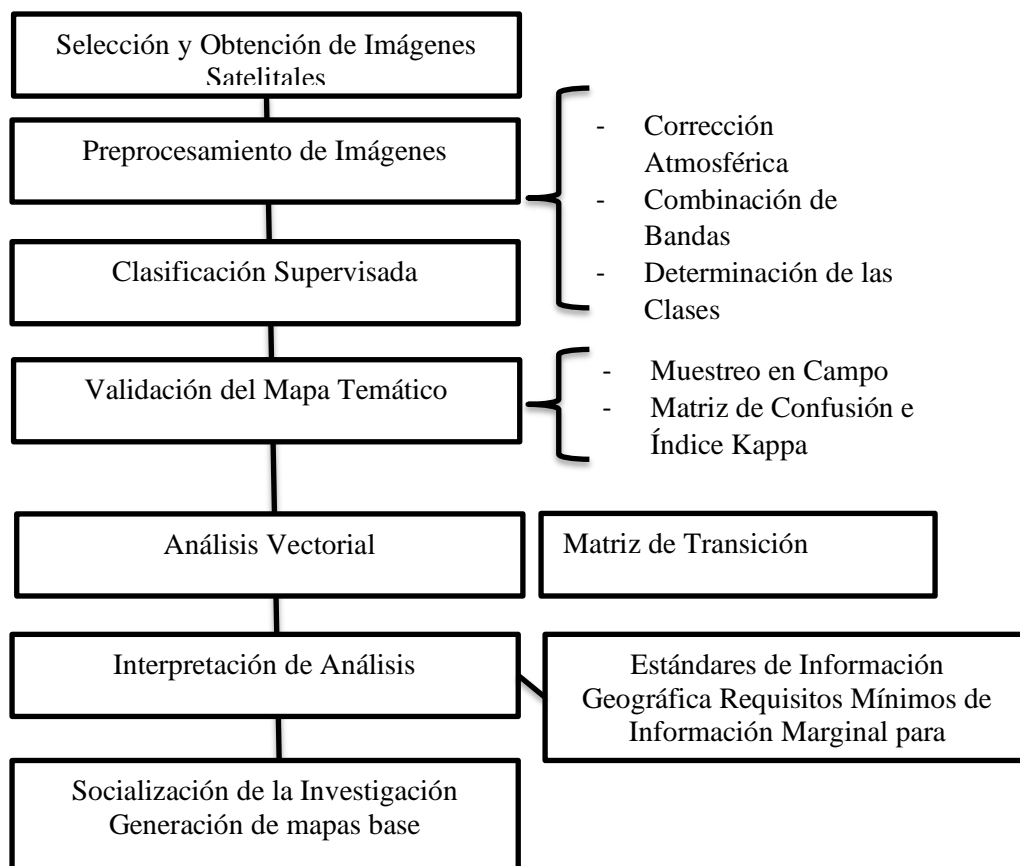 Selección y Obtención de Imágenes
Satelitales
Preprocesamiento de Imágenes
- Corrección
Atmosférica
- Combinación de
Bandas
- Determinación de las
Clases
Clasificación Supervisada
Validación del Mapa Temático
- Muestreo en Campo
- Matriz de Confusión e
Índice Kappa
Análisis Vectorial
Matriz de Transición
Interpretación de Análisis
Estándares de Información
Geográfica Requisitos Mínimos de
Información Marginal para
Socialización de la Investigación
Generación de mapas base